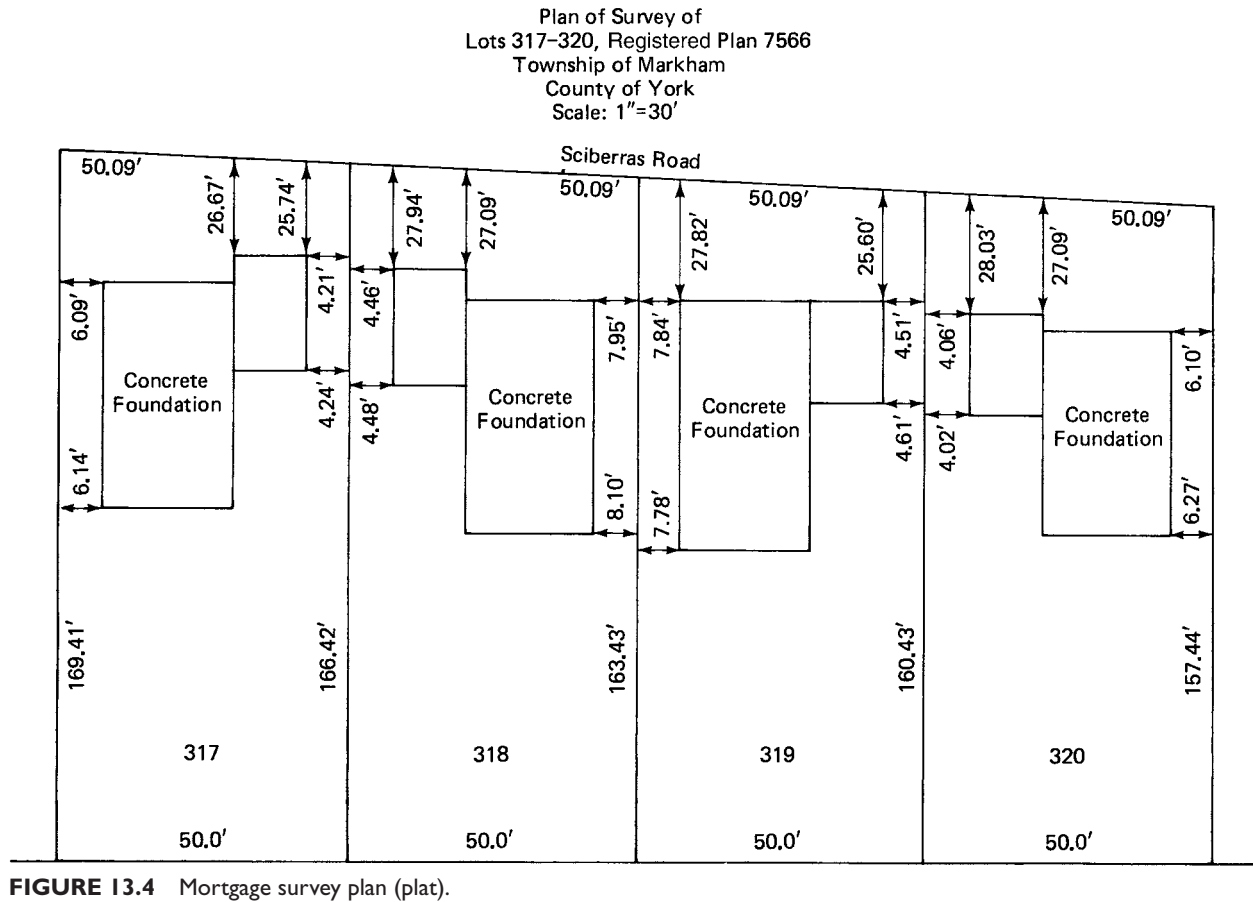 Plan of Survey of
Lots 317–320, Registered Plan 7566
Township of Markham
County of York
Scale: 1″=30′
Sciberras Road
50.09′
26.67′
25.74′
27.94′
27.09′
50.09′
27.82′
50.09′
25.60′
28.03′
27.09′
50.09′
6.09′
4.21′
4.46′
7.95′
7.84′
4.51′
4.06′
6.10′
Concrete
Foundation
4.24′
4.48′
Concrete
Foundation
Concrete
Foundation
4.61′
4.02′
Concrete
Foundation
6.14′
8.10′
7.78′
6.27′
169.41′
166.42′
163.43′
160.43′
157.44′
317
318
319
320
50.0′
50.0′
50.0′
50.0′
FIGURE 13.4 Mortgage survey plan (plat).